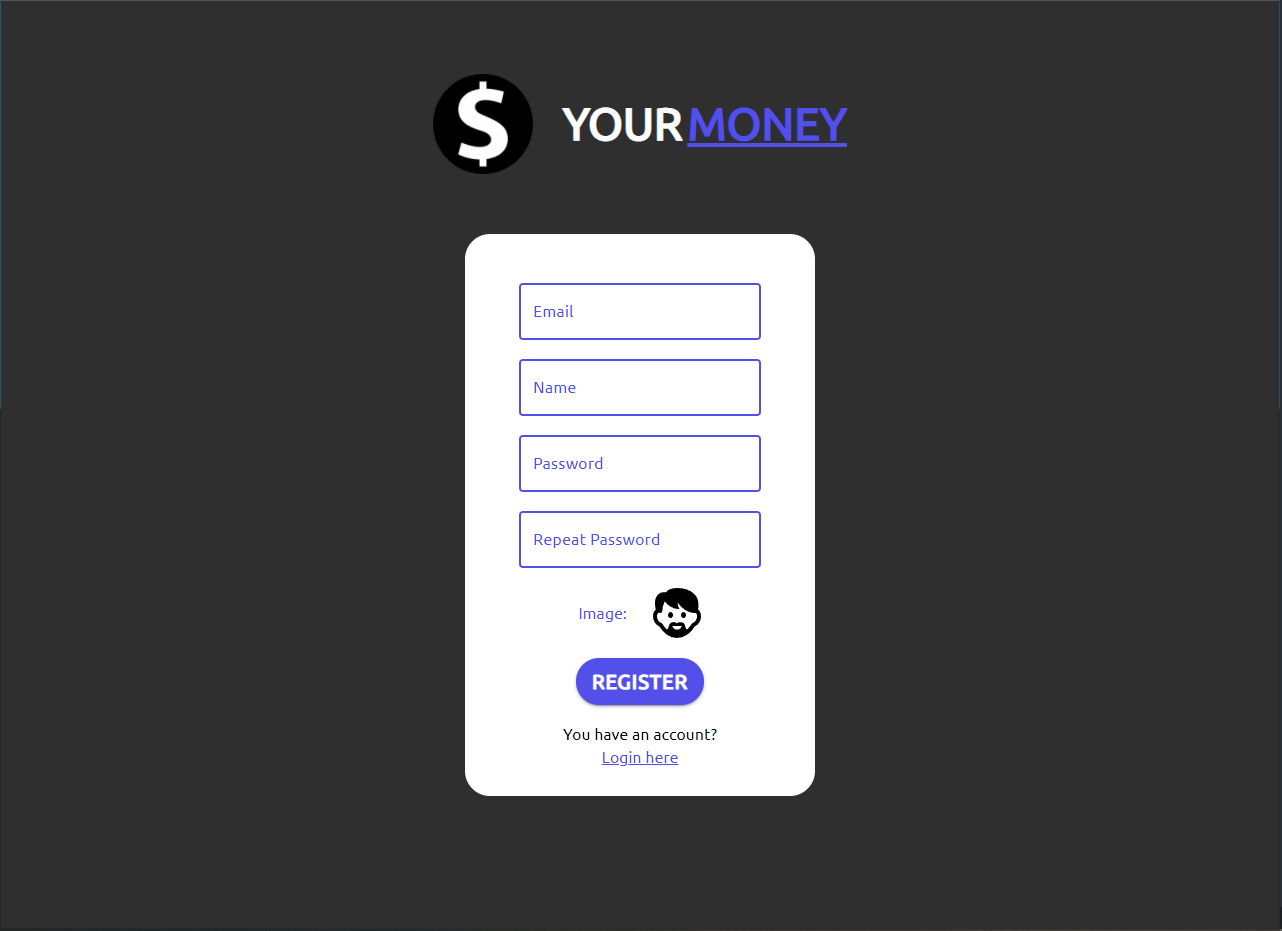 $ YOUR MONEY
Email
Name
Password
Repeat Password
Image:
REGISTER
You have an account?
Login here